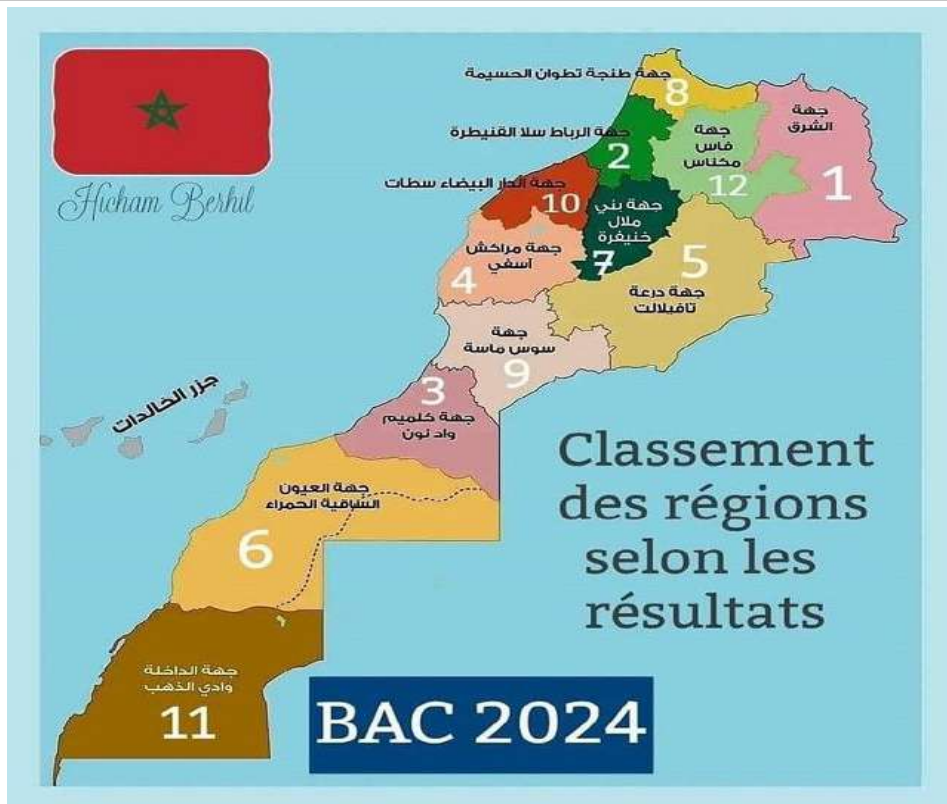 جهة طنجة تطوان الحسيمة
8
جهة
الشرق
1
جهة الرباط سلا القنيطرة
2
جهة
فاس
مكناس
12
Hicham Berhil
جهة الدار البيضاء سطات
10
جهة بني
ملال
خنيفرة
7
جهة مراكش
آسفي
4
5
جهة درعة
تافيلالت
جهة
سوس ماسة
9
جزر الخالدات
3
جهة كلميم
واد نون
جهة العيون
الساقية الحمراء
6
Classement
des régions
selon les
résultats
جهة الداخلة
وادي الذهب
11
BAC 2024